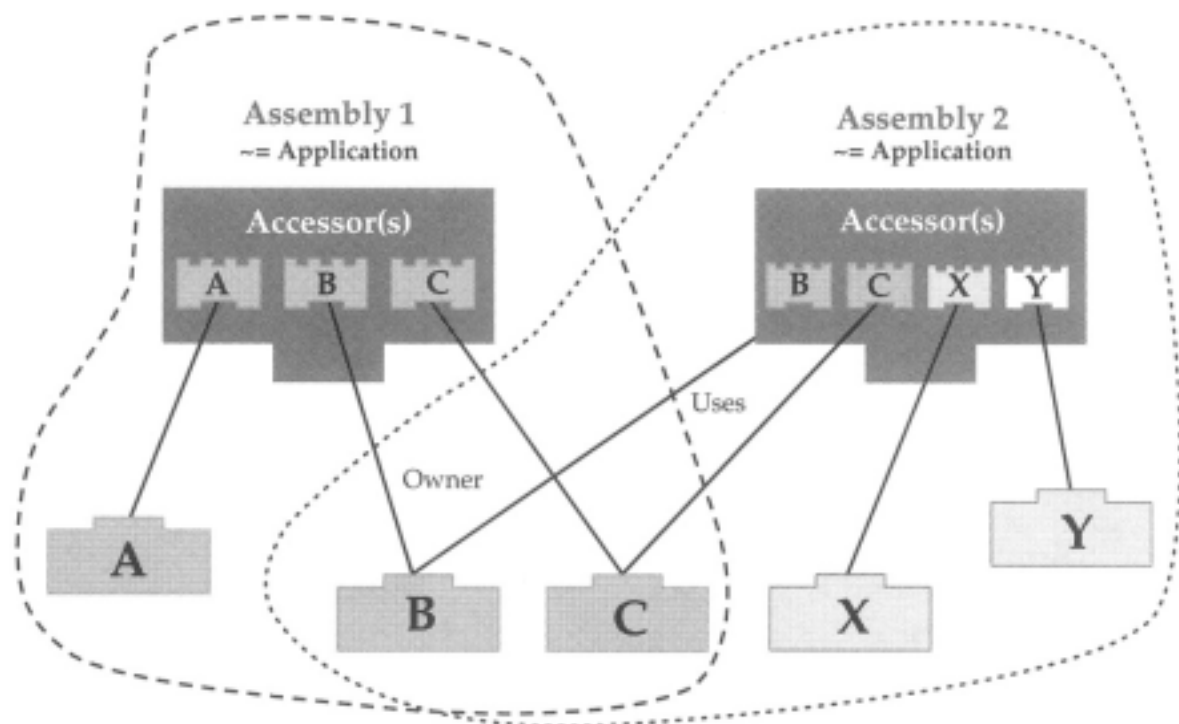 Assembly 1
~= Application
Accessor(s)
A
B
C
Assembly 2
~= Application
Accessor(s)
B
C
X
Y
Uses
Owner
A
B
C
X
Y